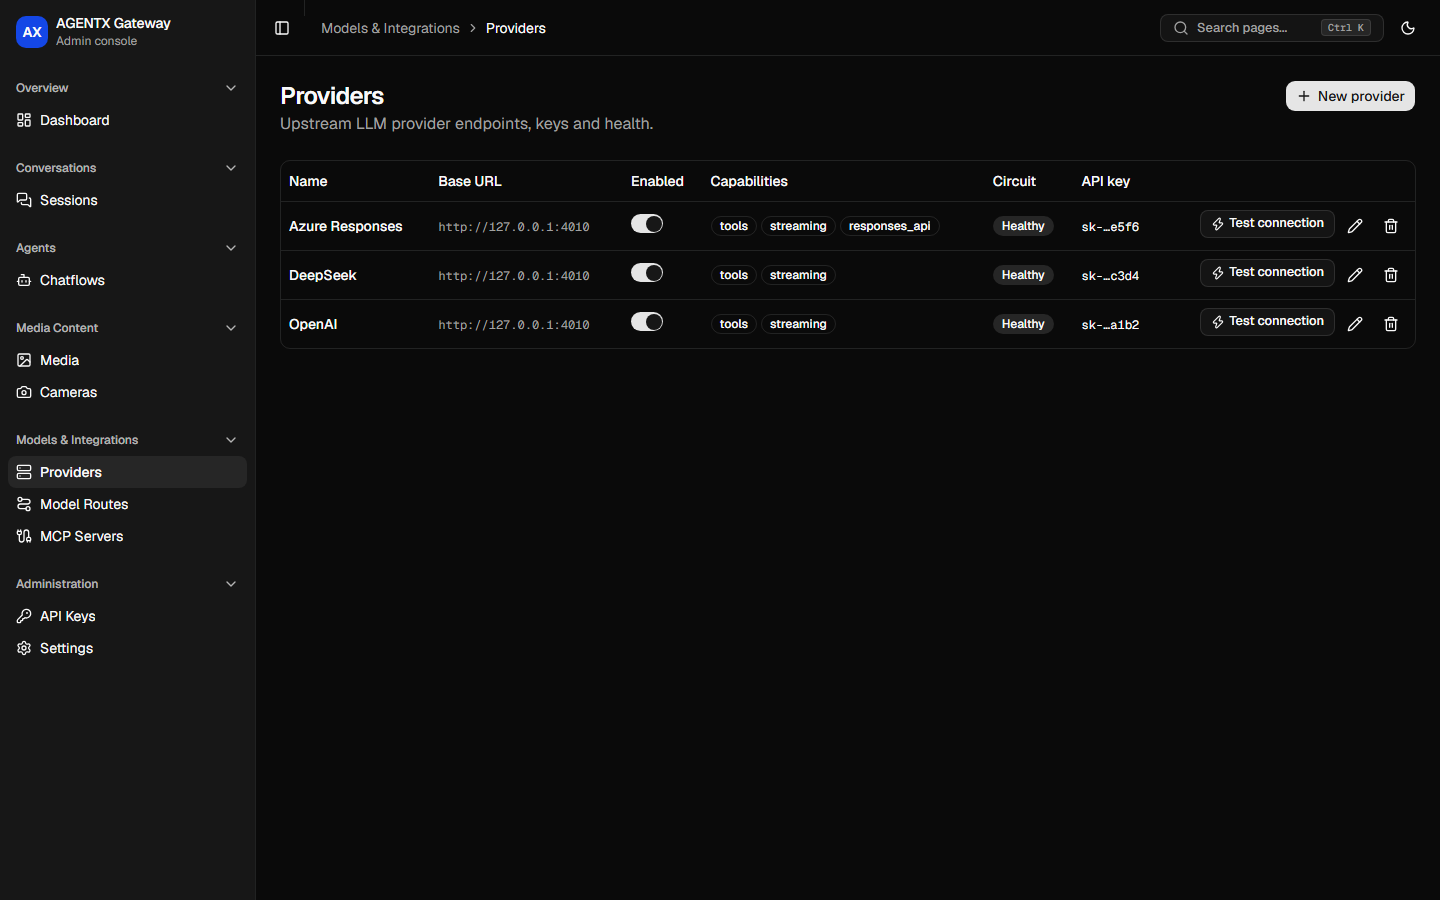 AX
AGENTX Gateway
Admin console
Overview
Dashboard
Conversations
Sessions
Agents
Chatflows
Media Content
Media
Cameras
Models & Integrations
Providers
Model Routes
MCP Servers
Administration
API Keys
Settings
Models & Integrations > Providers
Search pages... Ctrl K
Providers
Upstream LLM provider endpoints, keys and health.
New provider
Name Base URL Enabled Capabilities Circuit API key
Azure Responses http://127.0.0.1:4010 tools streaming responses_api Healthy sk-…e5f6 Test connection
DeepSeek http://127.0.0.1:4010 tools streaming Healthy sk-…c3d4 Test connection
OpenAI http://127.0.0.1:4010 tools streaming Healthy sk-…a1b2 Test connection